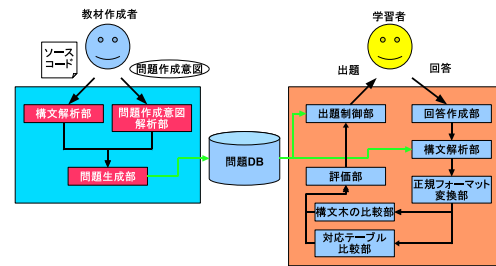 教材作成者
学習者
ソース
コード
問題作成意図
出題
回答
構文解析部
問題作成意図
解析部
問題生成部
問題DB
出題制御部
回答作成部
構文解析部
評価部
正規フォーマット
変換部
構文木の比較部
対応テーブル
比較部